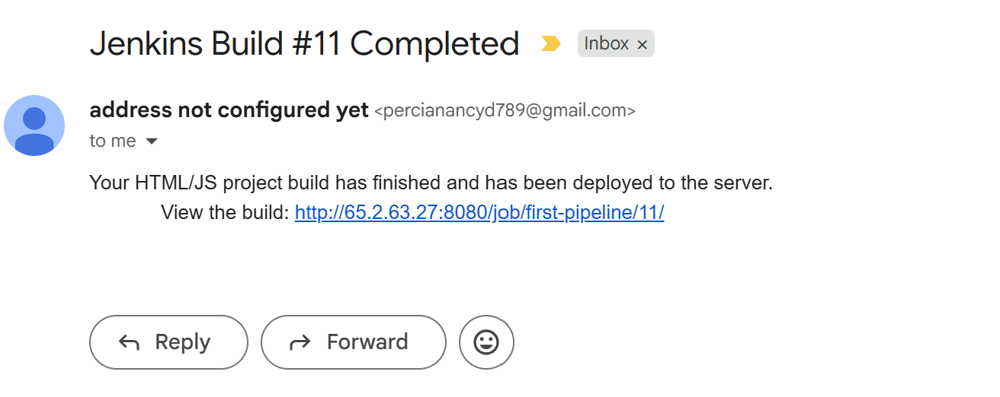 Jenkins Build #11 Completed Inbox ×
address not configured yet <percianancyd789@gmail.com>
to me
Your HTML/JS project build has finished and has been deployed to the server.
View the build: http://65.2.63.27:8080/job/first-pipeline/11/
Reply Forward